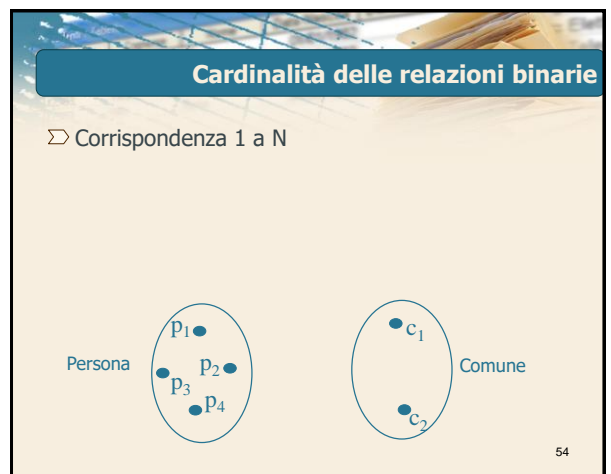 Cardinalità delle relazioni binarie
Corrispondenza 1 a N
p1
c1
Persona
p2
Comune
p3
p4
c2
54